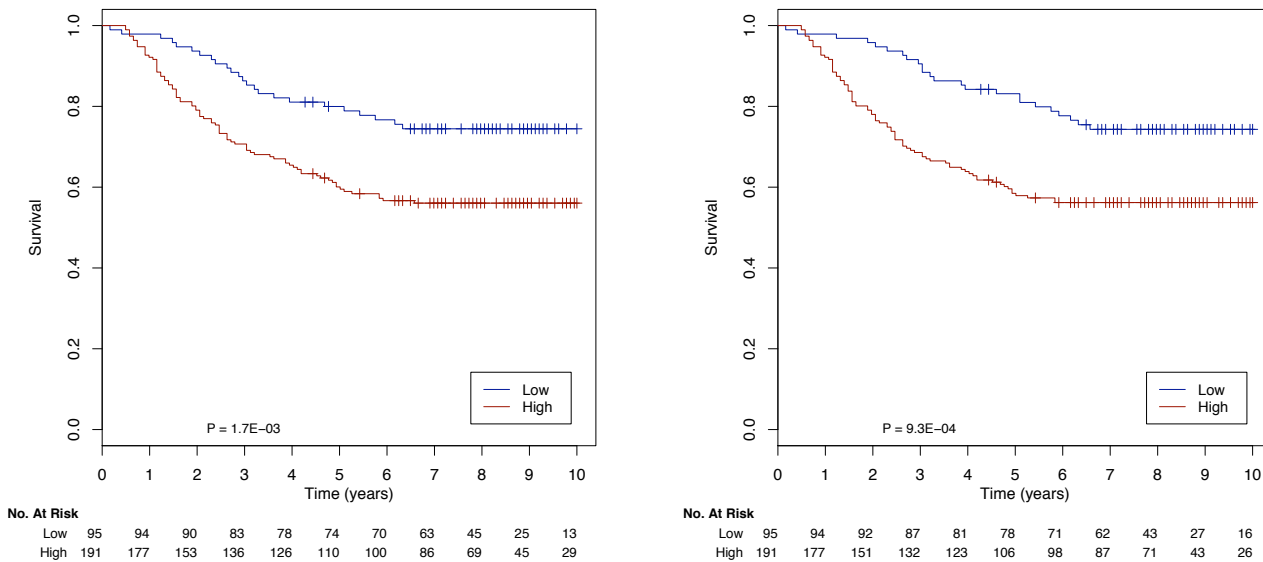 1.0
0.8
0.6
0.4
0.2
0.0
Survival
Low
High
P = 1.7E−03
0 1 2 3 4 5 6 7 8 9 10
Time (years)
No. At Risk
Low 95 94 90 83 78 74 70 63 45 25 13
High 191 177 153 136 126 110 100 86 69 45 29
1.0
0.8
0.6
0.4
0.2
0.0
Survival
Low
High
P = 9.3E−04
0 1 2 3 4 5 6 7 8 9 10
Time (years)
No. At Risk
Low 95 94 92 87 81 78 71 62 43 27 16
High 191 177 151 132 123 106 98 87 71 43 26